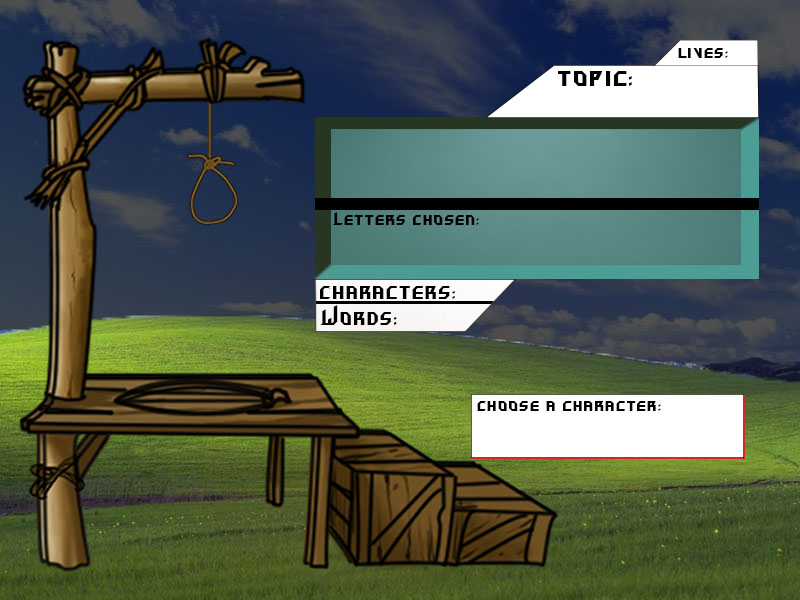 LIVES:
TOPIC:
LETTERS CHOSEN:
CHARACTERS:
WORDS:
CHOOSE A CHARACTER: